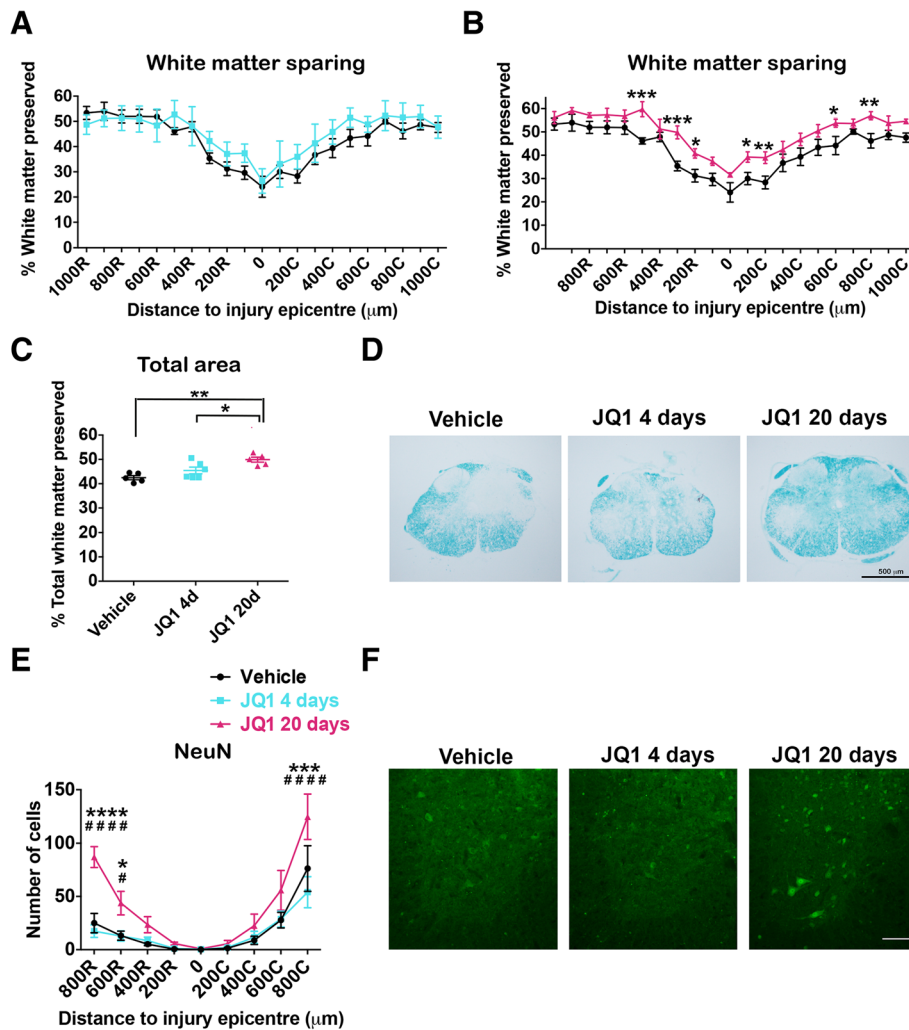 A
White matter sparing
% White matter preserved
60
50
40
30
20
10
0
1000R
800R
600R
400R
200R
0
200C
400C
600C
800C
1000C
Distance to injury epicentre (μm)
B
White matter sparing
% White matter preserved
60
50
40
30
20
10
0
***
***
*
*
**
*
**
800R
600R
400R
200R
0
200C
400C
600C
800C
1000C
Distance to injury epicentre (μm)
C
Total area
**
*
% Total white matter preserved
60
50
40
30
20
10
0
Vehicle
JQ1 4d
JQ1 20d
D
Vehicle
JQ1 4 days
JQ1 20 days
500 μm
E
Vehicle
JQ1 4 days
JQ1 20 days
NeuN
Number of cells
150
100
50
0
****
####
*
#
***
####
800R
600R
400R
200R
0
200C
400C
600C
800C
Distance to injury epicentre (μm)
F
Vehicle
JQ1 4 days
JQ1 20 days